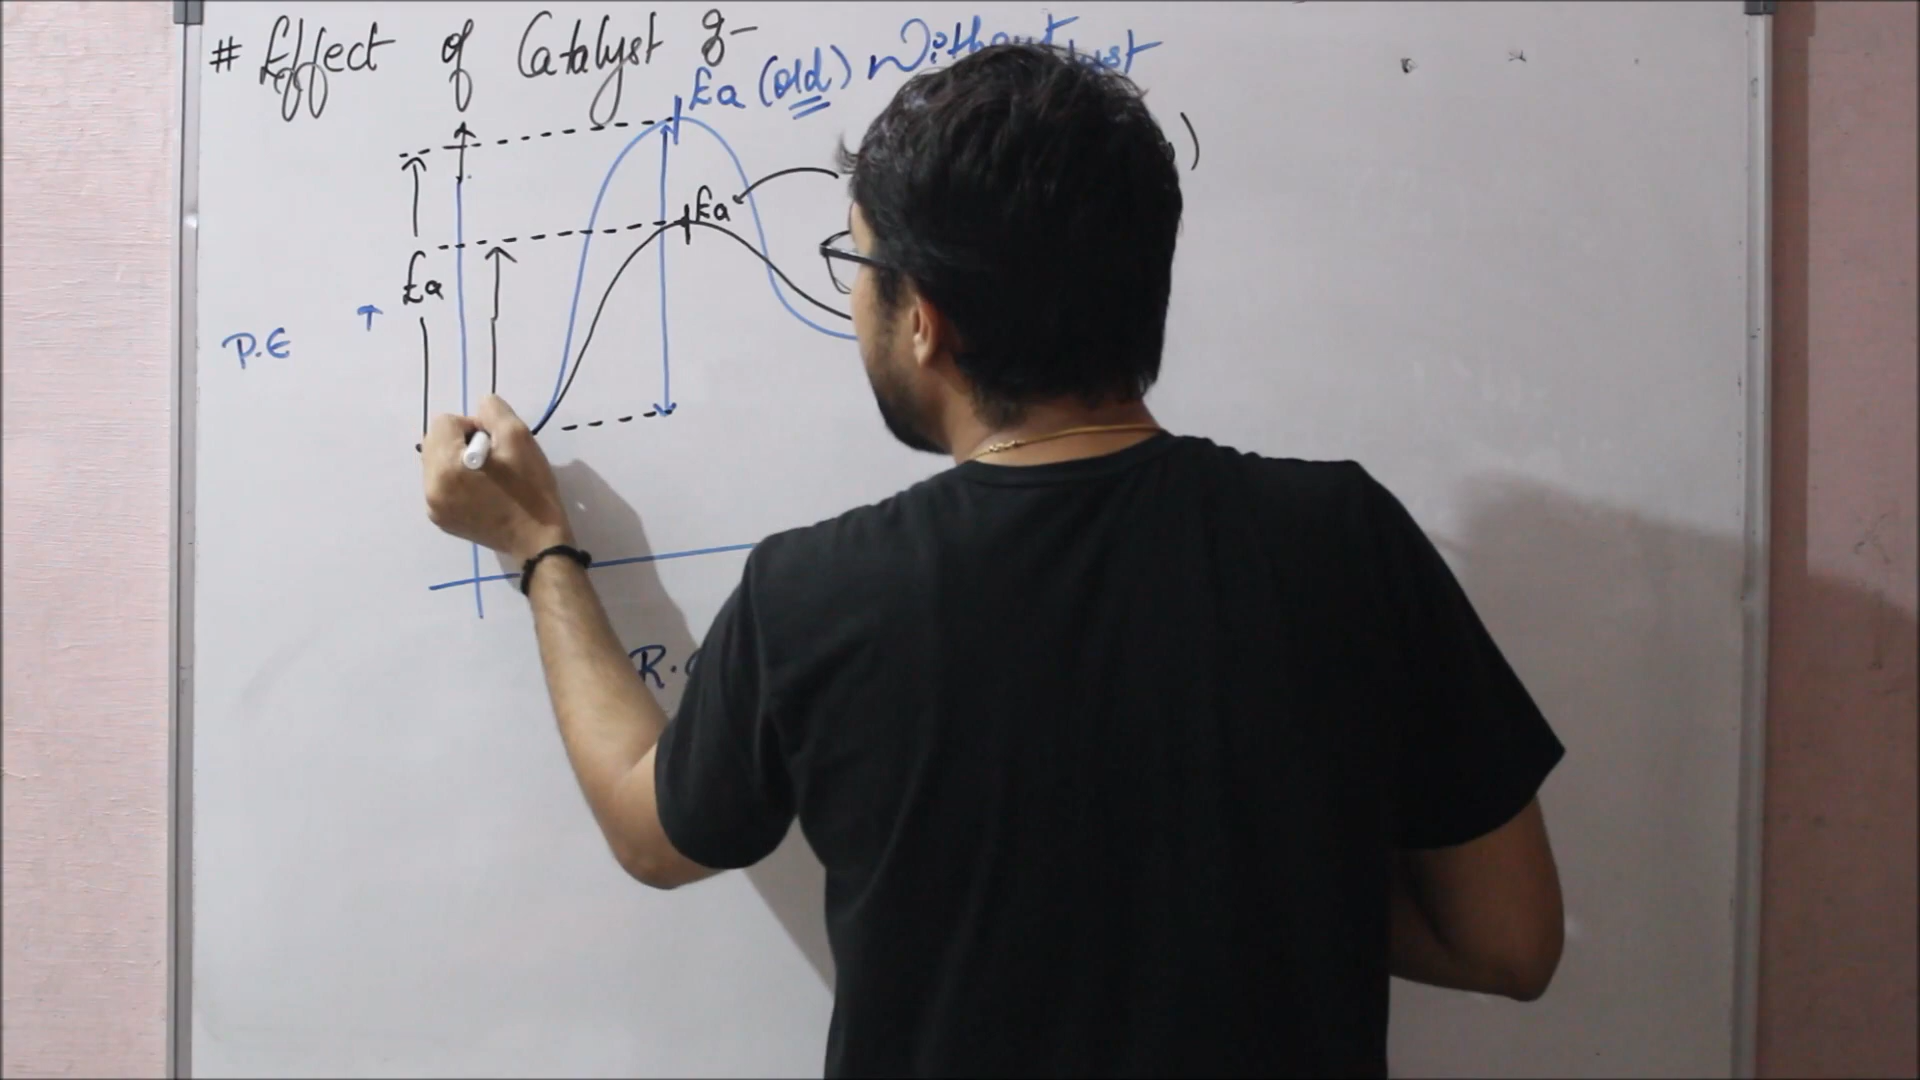 # Effect of Catalyst :-
Ea (old) Without
Ea
Ea
P.E
R.